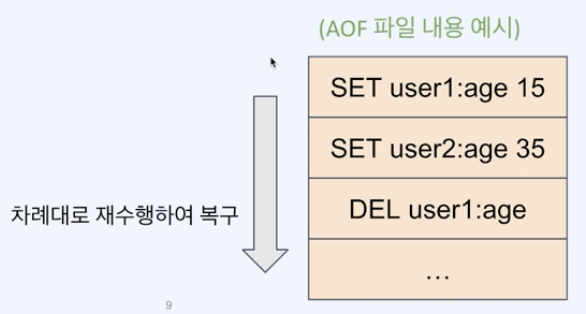 (AOF 파일 내용 예시)
SET user1:age 15
SET user2:age 35
DEL user1:age
...
차례대로 재수행하여 복구
9